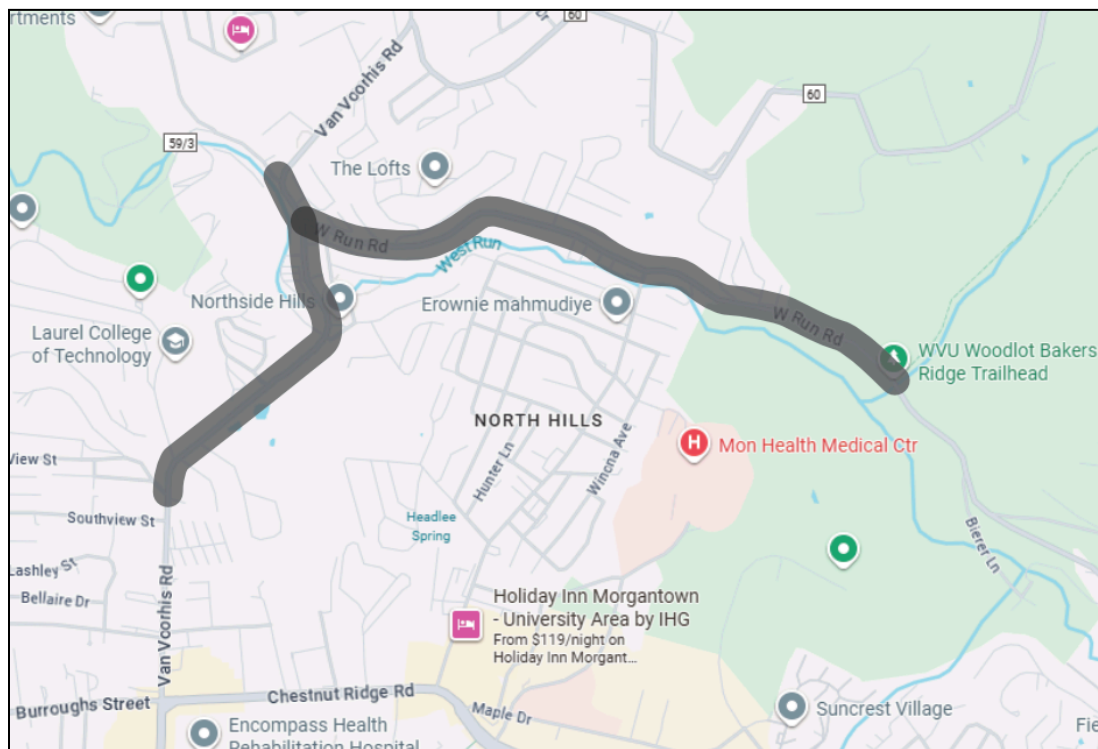 rtments
60
Dr
Van Voorhis Rd
60
59/3
The Lofts
W Run Rd
West Run
Northside Hills
Erownie mahmudiye
Laurel College
of Technology
W Run Rd
WVU Woodlot Bakers
Ridge Trailhead
NORTH HILLS
Mon Health Medical Ctr
View St
Hunter Ln
Winona Ave
Southview St
Headlee
Spring
Bierer Ln
Lashley St
Bellaire Dr
Van Voorhis Rd
Holiday Inn Morgantown
- University Area by IHG
From $119/night on
Holiday Inn Morgant...
Chestnut Ridge Rd
Burroughs Street
Maple Dr
Suncrest Village
Encompass Health
Rehabilitation Hospital
Fie
H